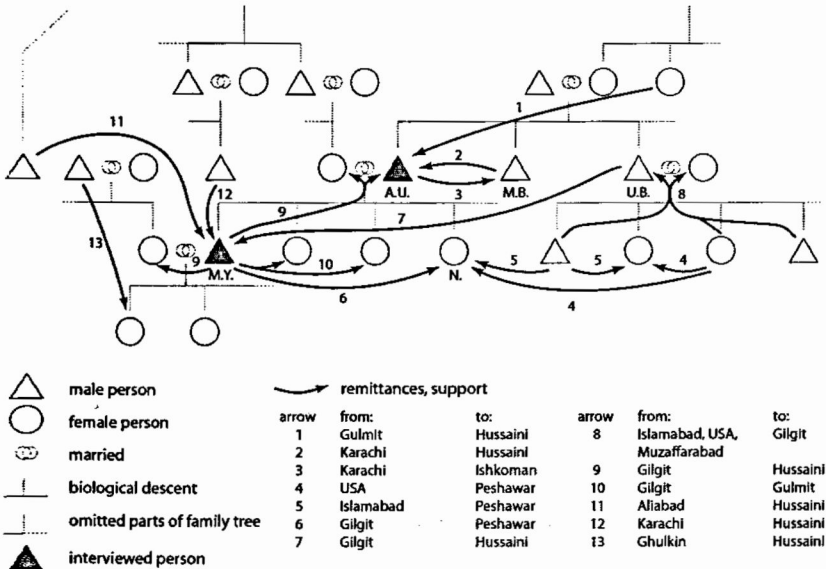 1
11
2
12
3
A.U.
M.B.
U.B.
8
9
7
13
9
10
5
5
4
M.Y.
6
N.
4
male person
female person
married
biological descent
omitted parts of family tree
interviewed person
remittances, support
arrow from: to: arrow from: to:
1 Gulmit Hussaini 8 Islamabad, USA, Gilgit
2 Karachi Hussaini Muzaffarabad
3 Karachi Ishkoman 9 Gilgit Hussaini
4 USA Peshawar 10 Gilgit Gulmit
5 Islamabad Peshawar 11 Aliabad Hussaini
6 Gilgit Peshawar 12 Karachi Hussaini
7 Gilgit Hussaini 13 Ghulkin Hussaini